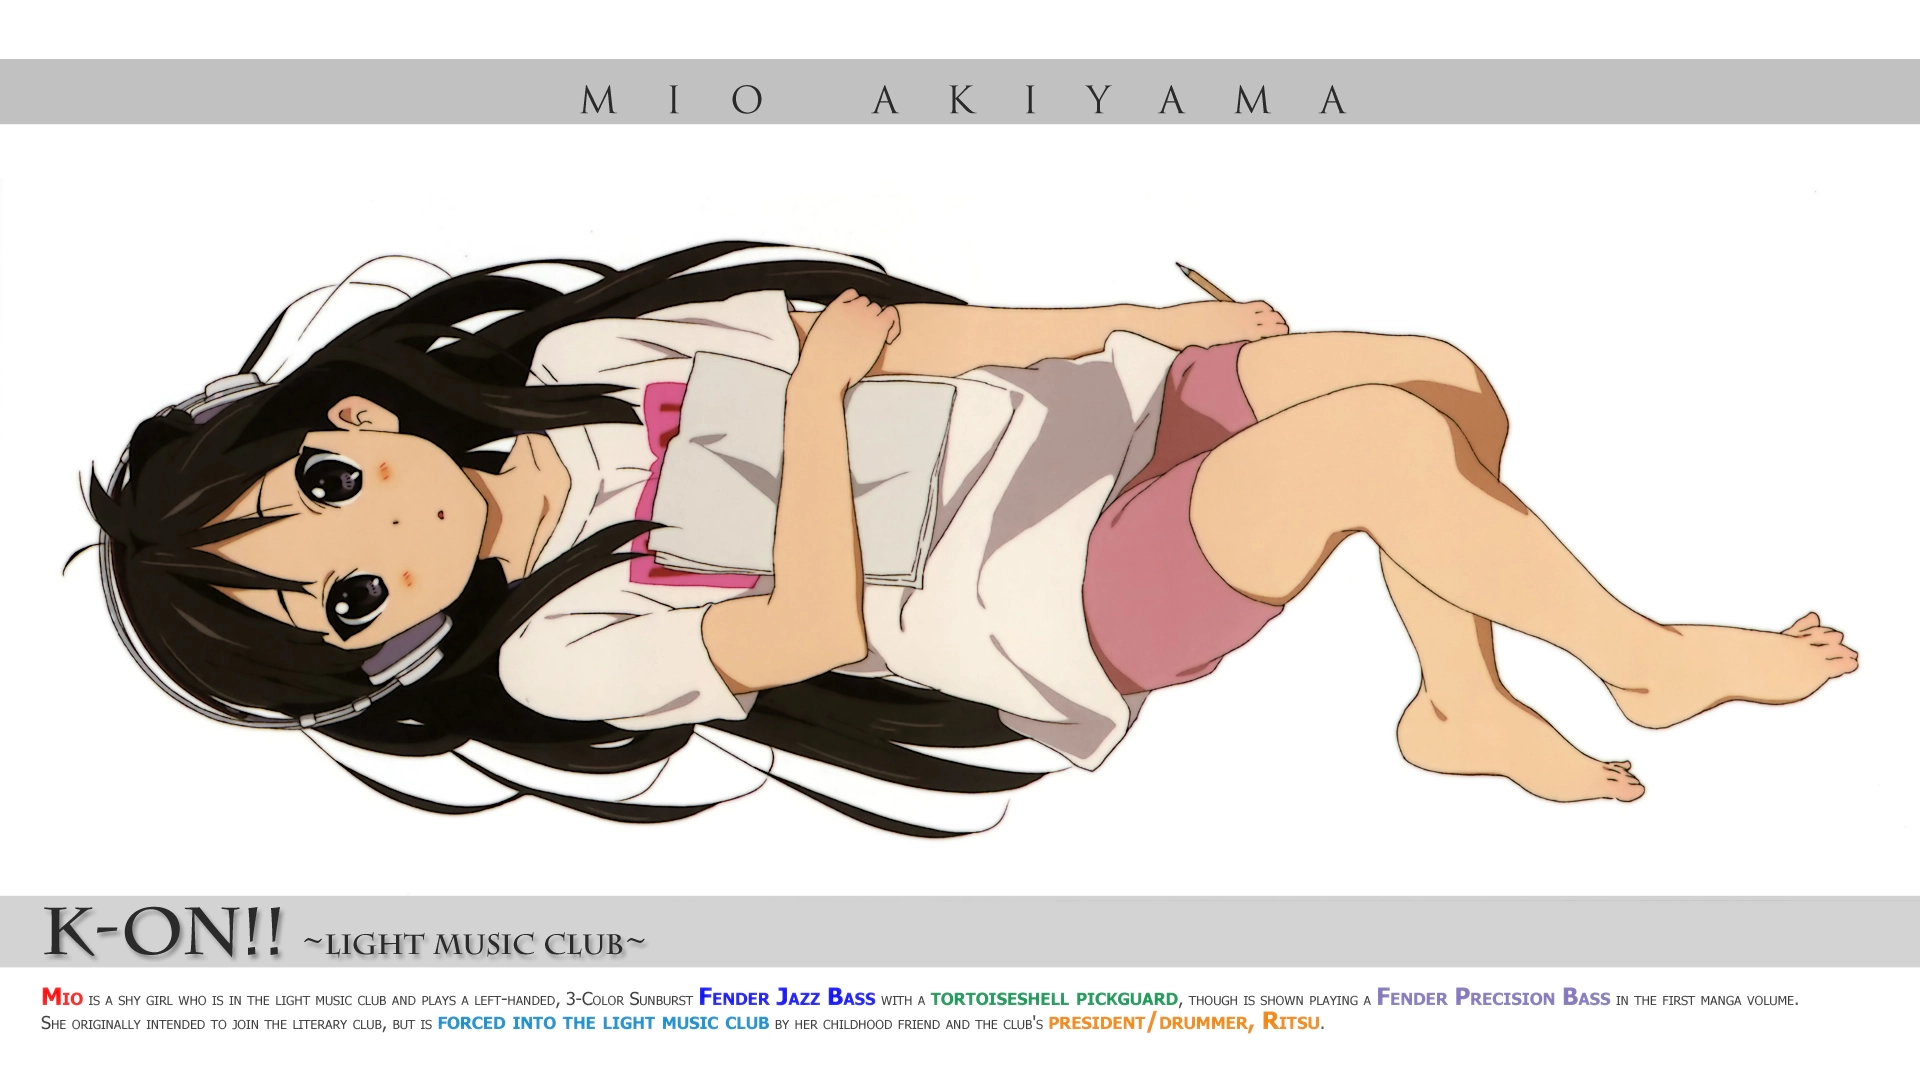 MIO AKIYAMA
K-ON!! ~LIGHT MUSIC CLUB~
Mio is a shy girl who is in the light music club and plays a left-handed, 3-Color Sunburst Fender Jazz Bass with a tortoiseshell pickguard, though is shown playing a Fender Precision Bass in the first manga volume.
She originally intended to join the literary club, but is forced into the light music club by her childhood friend and the club's president/drummer, Ritsu.